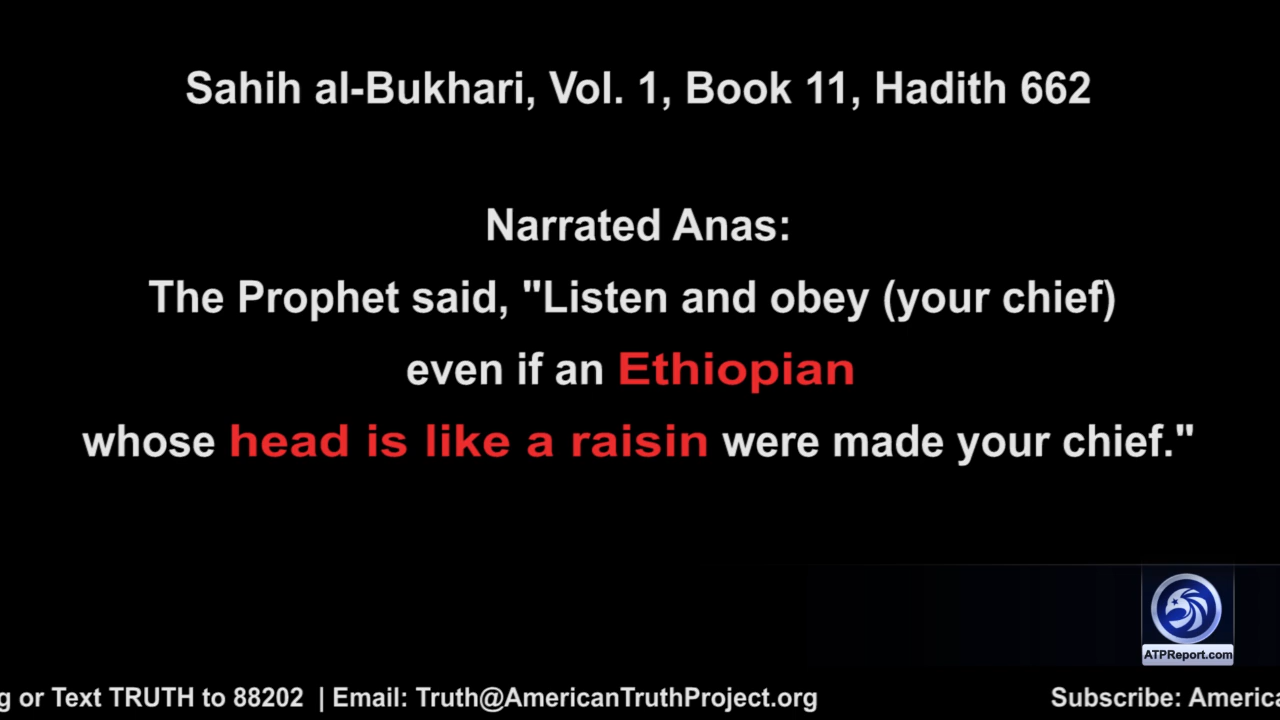 Sahih al-Bukhari, Vol. 1, Book 11, Hadith 662
Narrated Anas:
The Prophet said, "Listen and obey (your chief)
even if an Ethiopian
whose head is like a raisin were made your chief."
ATPReport.com
g or Text TRUTH to 88202 | Email: Truth@AmericanTruthProject.org
Subscribe: America